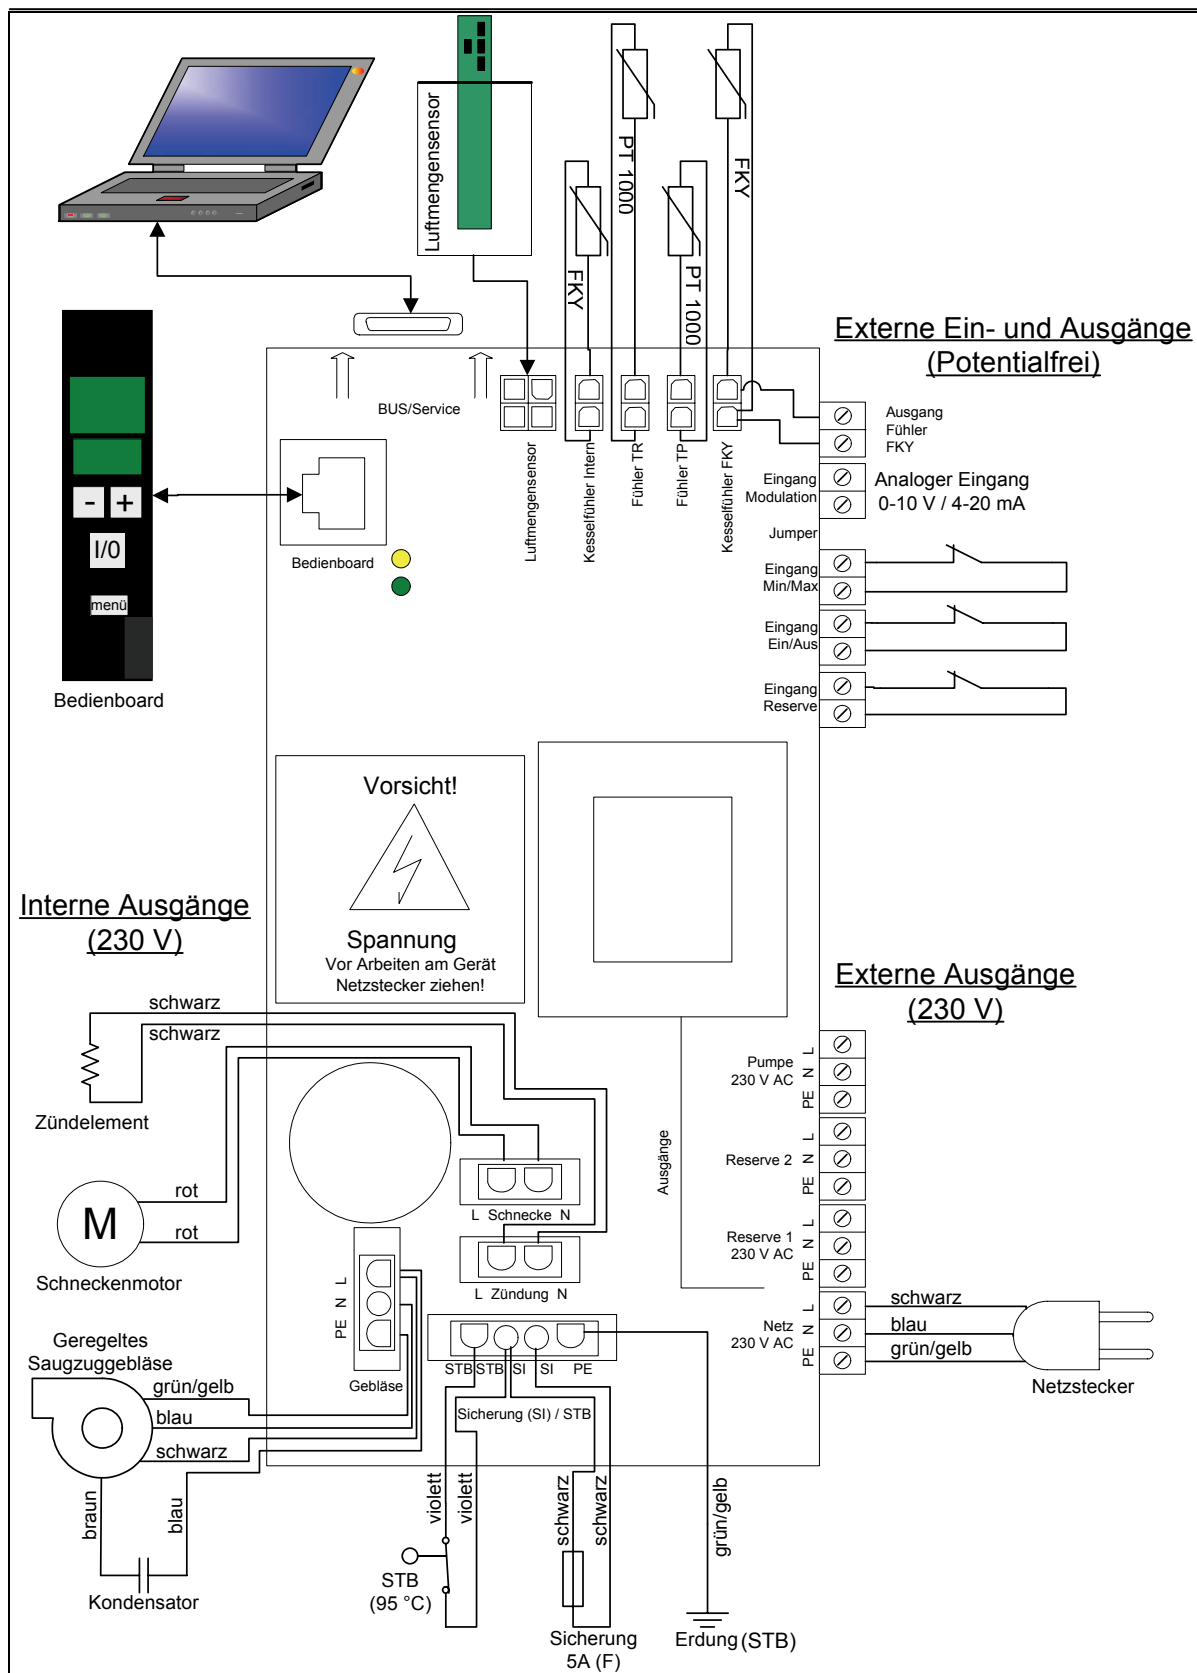 Luftmengensensor
FKY
PT 1000
PT 1000
FKY
Externe Ein- und Ausgänge
(Potentialfrei)
BUS/Service
Luftmengensensor
Kesselfühler Intern
Fühler TR
Fühler TP
Kesselfühler FKY
Ausgang
Fühler
FKY
Eingang
Modulation
Analoger Eingang
0-10 V / 4-20 mA
Jumper
Eingang
Min/Max
Eingang
Ein/Aus
Eingang
Reserve
- +
I/0
menü
Bedienboard
Bedienboard
Vorsicht!
Spannung
Vor Arbeiten am Gerät
Netzstecker ziehen!
Interne Ausgänge
(230 V)
Externe Ausgänge
(230 V)
schwarz
schwarz
Zündelement
rot
M
rot
Schneckenmotor
L Schnecke N
L Zündung N
Ausgänge
Pumpe
230 V AC
L
N
PE
Reserve 2
L
N
PE
Reserve 1
230 V AC
L
N
PE
Netz
230 V AC
L
N
PE
schwarz
blau
grün/gelb
Netzstecker
PE N L
Gebläse
STB STB SI SI PE
Sicherung (SI) / STB
Geregeltes
Saugzuggebläse
grün/gelb
blau
schwarz
braun
blau
Kondensator
violett
violett
STB
(95 °C)
schwarz
schwarz
Sicherung
5A (F)
grün/gelb
Erdung (STB)